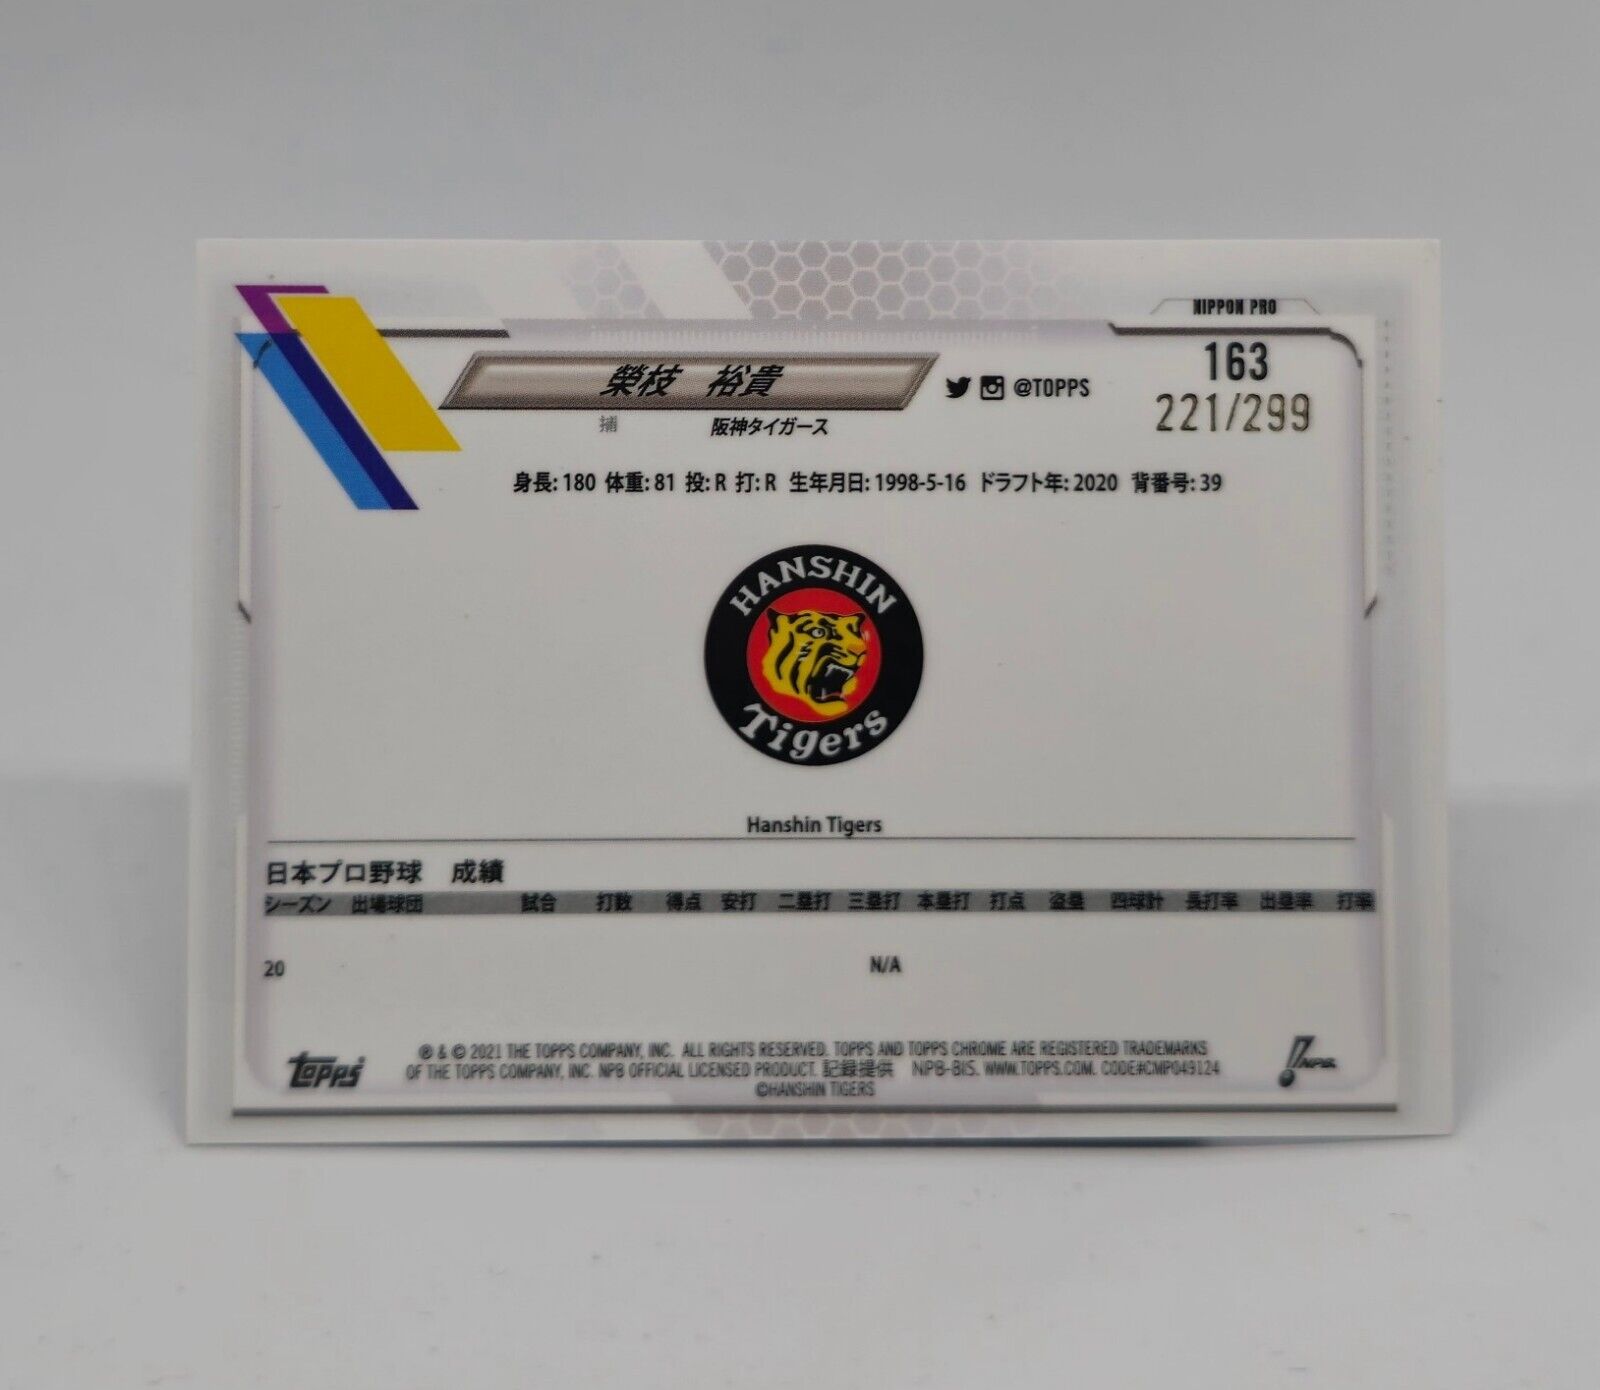 NIPPON PRO
163
221/299
榮枝　裕貴
@TOPPS
捕　阪神タイガース
身長: 180 体重: 81 投: R 打: R 生年月日: 1998-5-16 ドラフト年: 2020 背番号: 39
HANSHIN
Tigers
Hanshin Tigers
日本プロ野球　成績
シーズン 出場球団 試合 打数 得点 安打 二塁打 三塁打 本塁打 打点 盗塁 四球計 長打率 出塁率 打率
20 N/A
topps
® & © 2021 THE TOPPS COMPANY, INC. ALL RIGHTS RESERVED. TOPPS AND TOPPS CHROME ARE REGISTERED TRADEMARKS
OF THE TOPPS COMPANY, INC. NPB OFFICIAL LICENSED PRODUCT. 記録提供 NPB-BIS. WWW.TOPPS.COM. CODE#CMP049124
©HANSHIN TIGERS
NPB